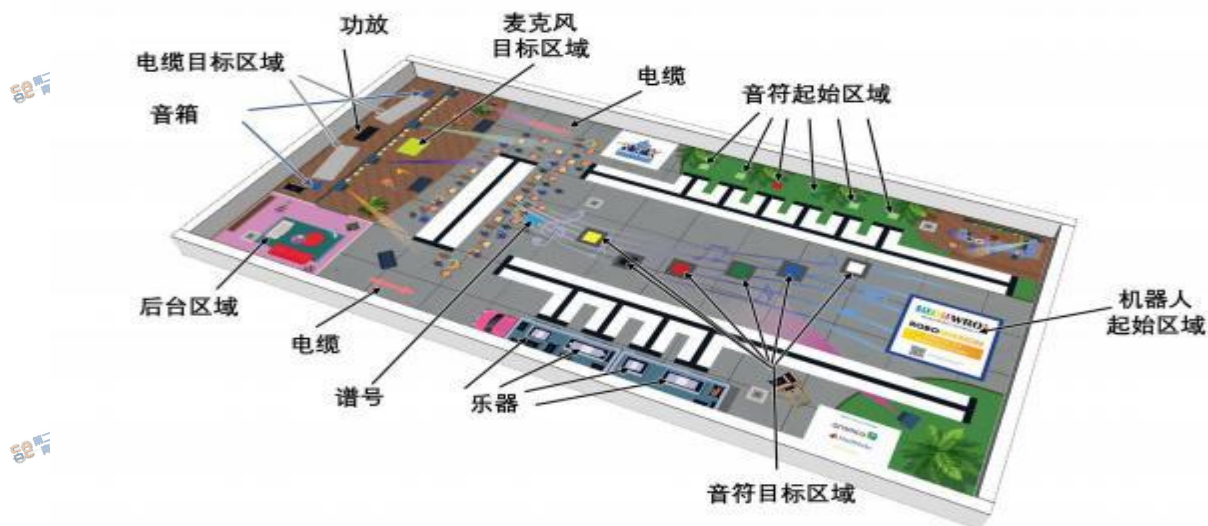 功放
麦克风
目标区域
电缆目标区域
电缆
音符起始区域
音箱
后台区域
机器人
起始区域
电缆
谱号
乐器
音符目标区域